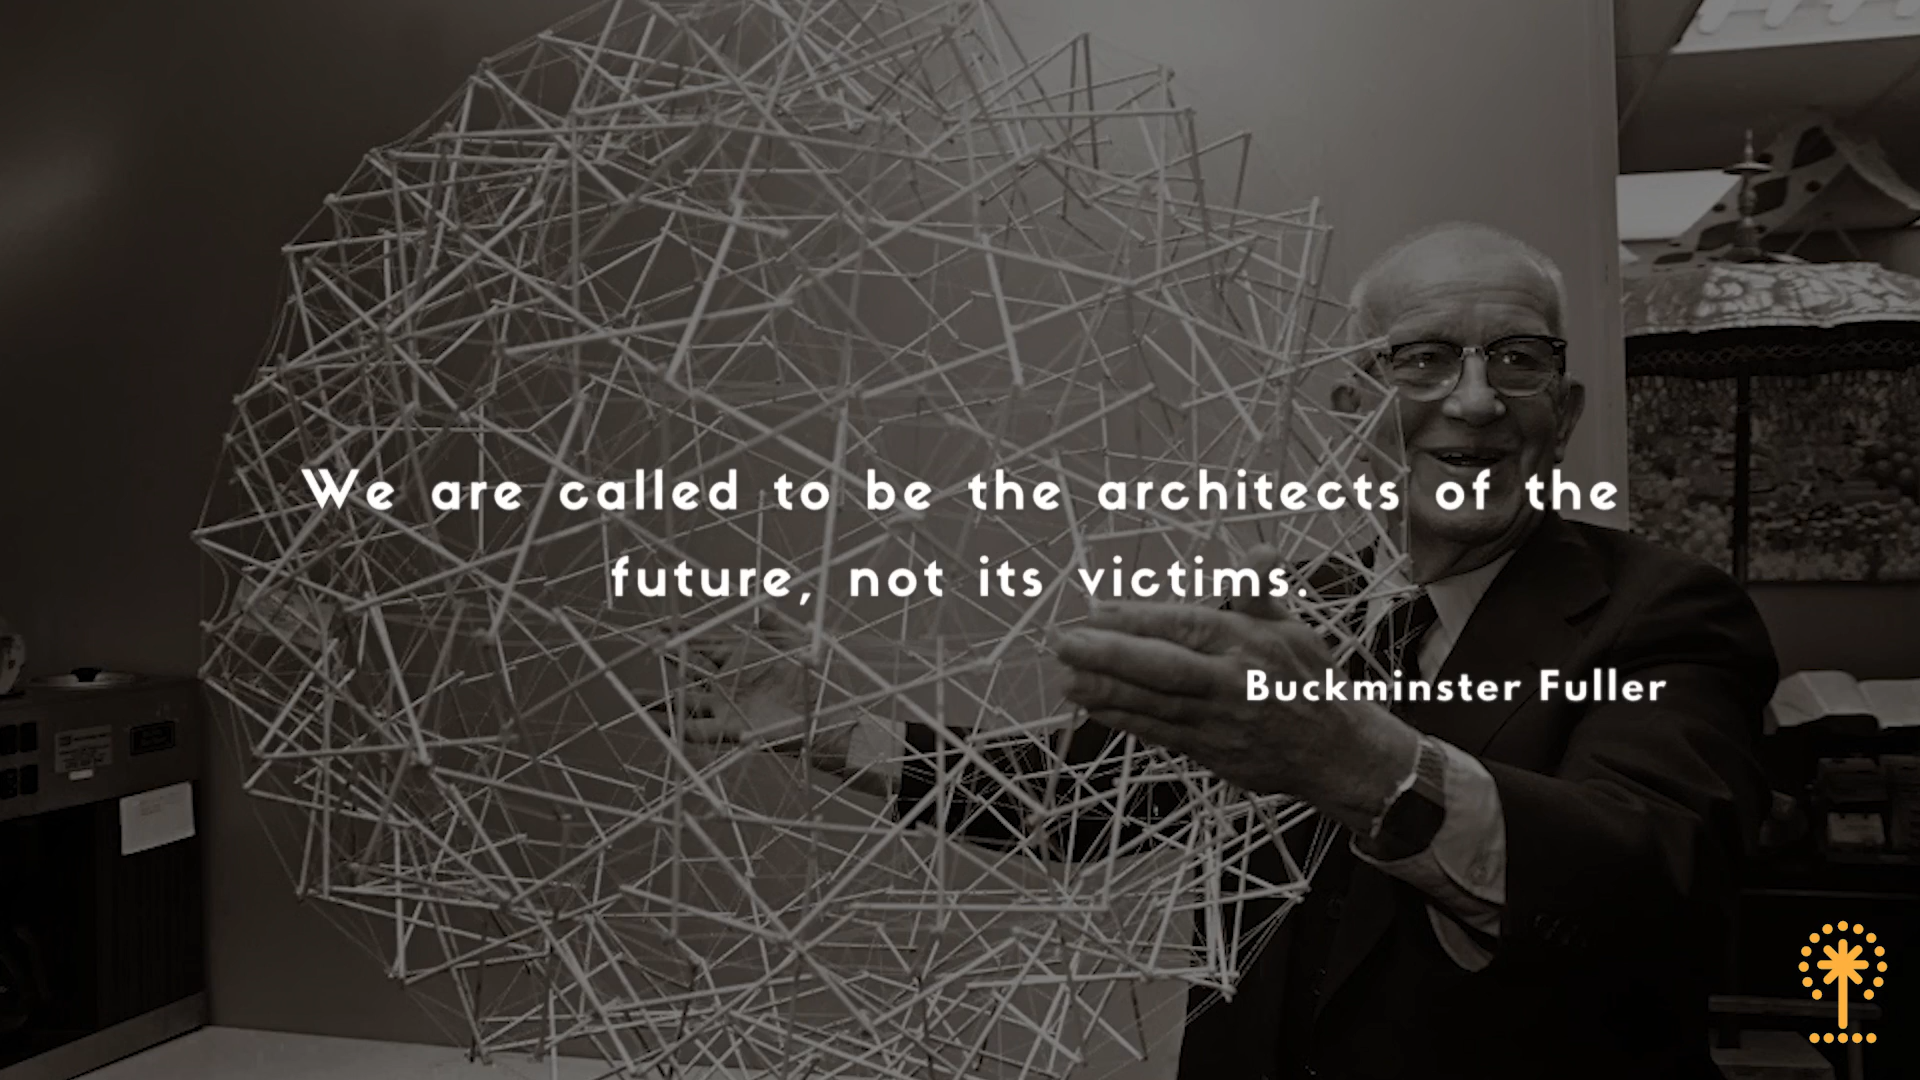 We are called to be the architects of the
future, not its victims.
Buckminster Fuller